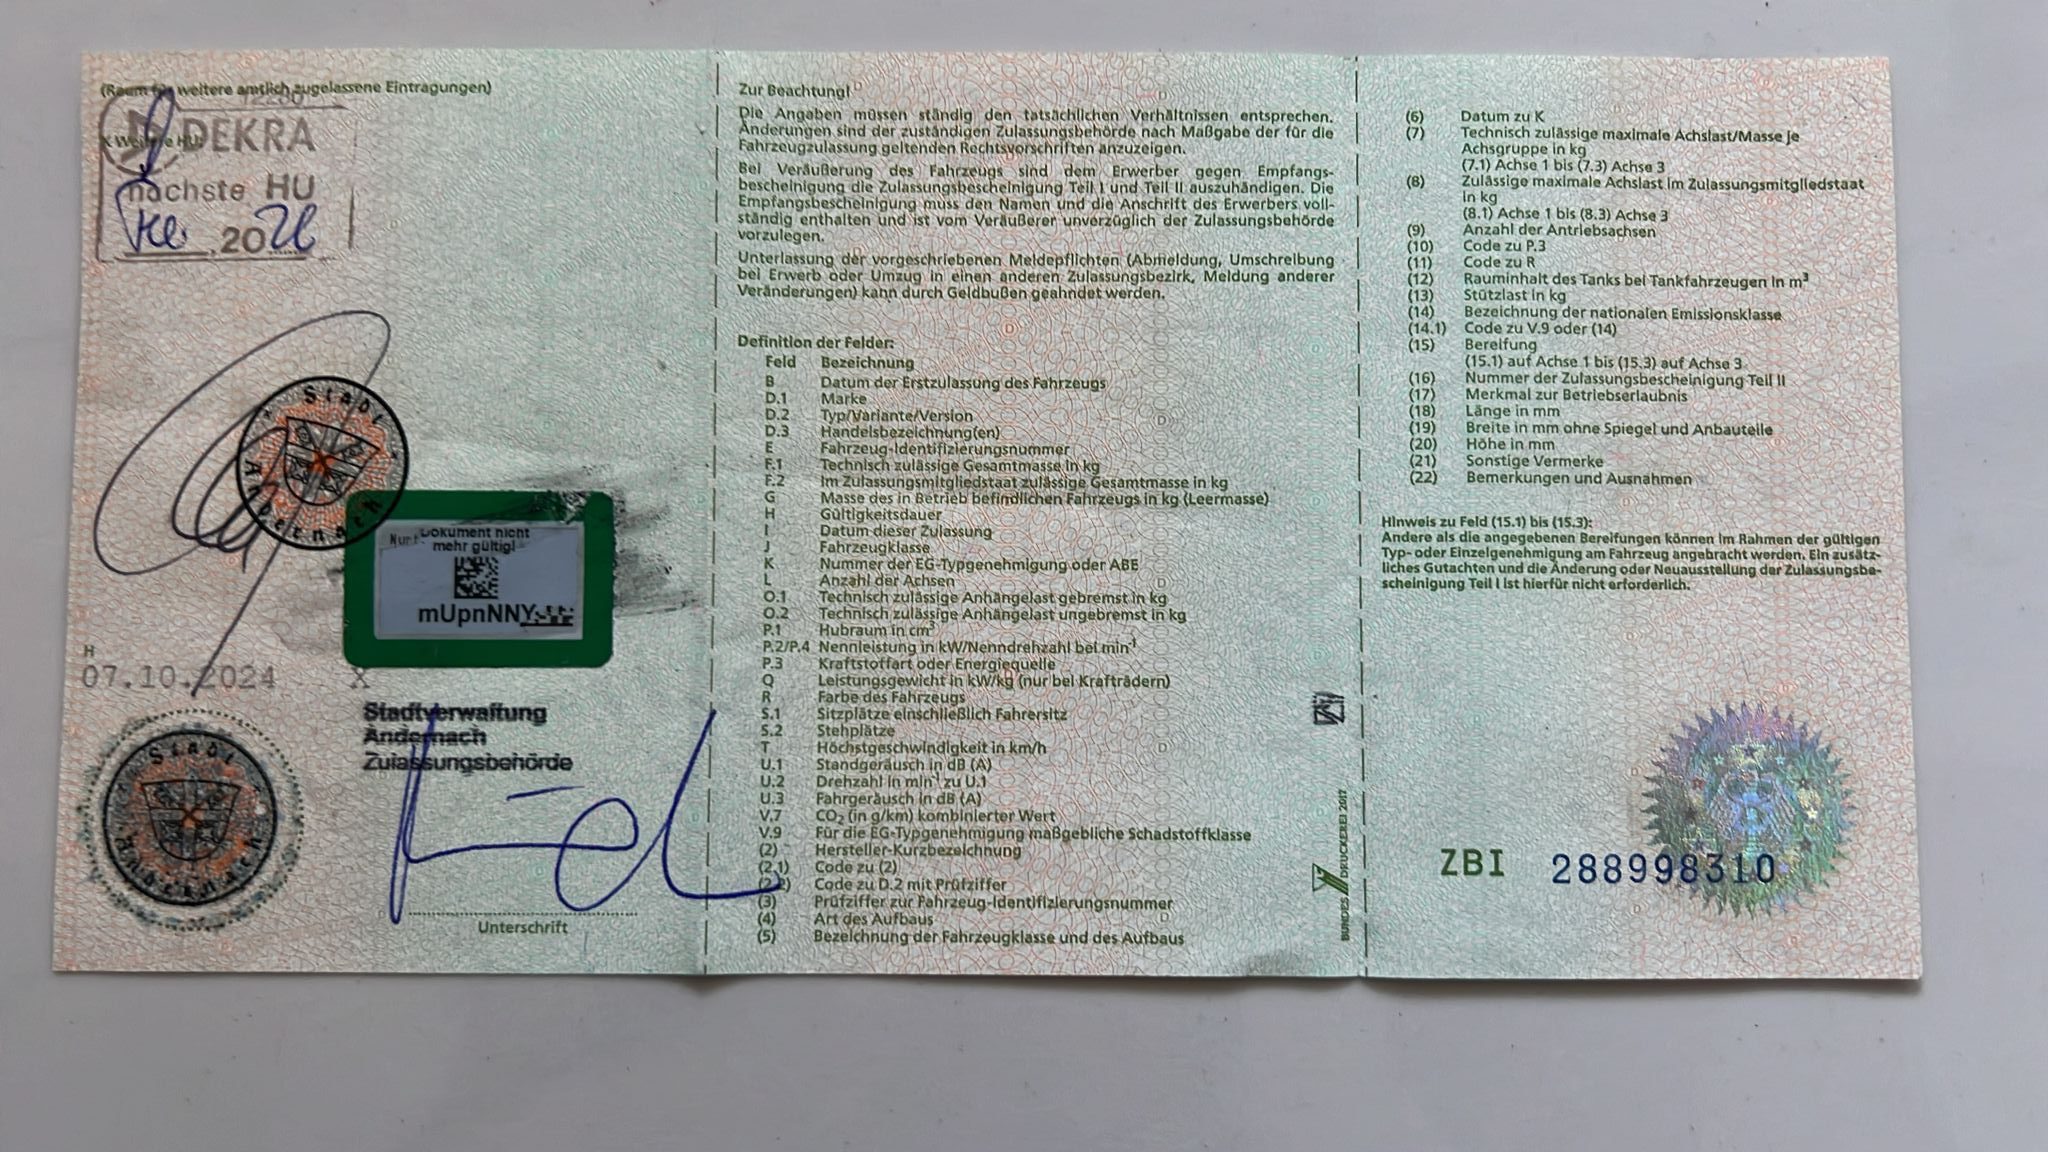 (Raum für weitere amtlich zugelassene Eintragungen)
X Weitere HU:
DEKRA
nächste HU
.20
Stadt
Andernach
Nur
Dokument nicht
mehr gültig!
mUpnNNY
H
07.10.2024
X
Stadt
Andernach
Stadtverwaltung
Andernach
Zulassungsbehörde
Unterschrift
Zur Beachtung!
Die Angaben müssen ständig den tatsächlichen Verhältnissen entsprechen.
Änderungen sind der zuständigen Zulassungsbehörde nach Maßgabe der für die
Fahrzeugzulassung geltenden Rechtsvorschriften anzuzeigen.
Bei Veräußerung des Fahrzeugs sind dem Erwerber gegen Empfangs-
bescheinigung die Zulassungsbescheinigung Teil I und Teil II auszuhändigen. Die
Empfangsbescheinigung muss den Namen und die Anschrift des Erwerbers voll-
ständig enthalten und ist vom Veräußerer unverzüglich der Zulassungsbehörde
vorzulegen.
Unterlassung der vorgeschriebenen Meldepflichten (Abmeldung, Umschreibung
bei Erwerb oder Umzug in einen anderen Zulassungsbezirk, Meldung anderer
Veränderungen) kann durch Geldbußen geahndet werden.
Definition der Felder:
Feld Bezeichnung
B Datum der Erstzulassung des Fahrzeugs
D.1 Marke
D.2 Typ/Variante/Version
D.3 Handelsbezeichnung(en)
E Fahrzeug-Identifizierungsnummer
F.1 Technisch zulässige Gesamtmasse in kg
F.2 Im Zulassungsmitgliedstaat zulässige Gesamtmasse in kg
G Masse des in Betrieb befindlichen Fahrzeugs in kg (Leermasse)
H Gültigkeitsdauer
I Datum dieser Zulassung
J Fahrzeugklasse
K Nummer der EG-Typgenehmigung oder ABE
L Anzahl der Achsen
O.1 Technisch zulässige Anhängelast gebremst in kg
O.2 Technisch zulässige Anhängelast ungebremst in kg
P.1 Hubraum in cm³
P.2/P.4 Nennleistung in kW/Nenndrehzahl bei min⁻¹
P.3 Kraftstoffart oder Energiequelle
Q Leistungsgewicht in kW/kg (nur bei Krafträdern)
R Farbe des Fahrzeugs
S.1 Sitzplätze einschließlich Fahrersitz
S.2 Stehplätze
T Höchstgeschwindigkeit in km/h
U.1 Standgeräusch in dB (A)
U.2 Drehzahl in min⁻¹ zu U.1
U.3 Fahrgeräusch in dB (A)
V.7 CO₂ (in g/km) kombinierter Wert
V.9 Für die EG-Typgenehmigung maßgebliche Schadstoffklasse
(2) Hersteller-Kurzbezeichnung
(2.1) Code zu (2)
(2.2) Code zu D.2 mit Prüfziffer
(3) Prüfziffer zur Fahrzeug-Identifizierungsnummer
(4) Art des Aufbaus
(5) Bezeichnung der Fahrzeugklasse und des Aufbaus
BUNDESDRUCKEREI 2017
(6) Datum zu K
(7) Technisch zulässige maximale Achslast/Masse je
Achsgruppe in kg
(7.1) Achse 1 bis (7.3) Achse 3
(8) Zulässige maximale Achslast im Zulassungsmitgliedstaat
in kg
(8.1) Achse 1 bis (8.3) Achse 3
(9) Anzahl der Antriebsachsen
(10) Code zu P.3
(11) Code zu R
(12) Rauminhalt des Tanks bei Tankfahrzeugen in m³
(13) Stützlast in kg
(14) Bezeichnung der nationalen Emissionsklasse
(14.1) Code zu V.9 oder (14)
(15) Bereifung
(15.1) auf Achse 1 bis (15.3) auf Achse 3
(16) Nummer der Zulassungsbescheinigung Teil II
(17) Merkmal zur Betriebserlaubnis
(18) Länge in mm
(19) Breite in mm ohne Spiegel und Anbauteile
(20) Höhe in mm
(21) Sonstige Vermerke
(22) Bemerkungen und Ausnahmen
Hinweis zu Feld (15.1) bis (15.3):
Andere als die angegebenen Bereifungen können im Rahmen der gültigen
Typ- oder Einzelgenehmigung am Fahrzeug angebracht werden. Ein zusätz-
liches Gutachten und die Änderung oder Neuausstellung der Zulassungsbe-
scheinigung Teil I ist hierfür nicht erforderlich.
ZBI 288998310